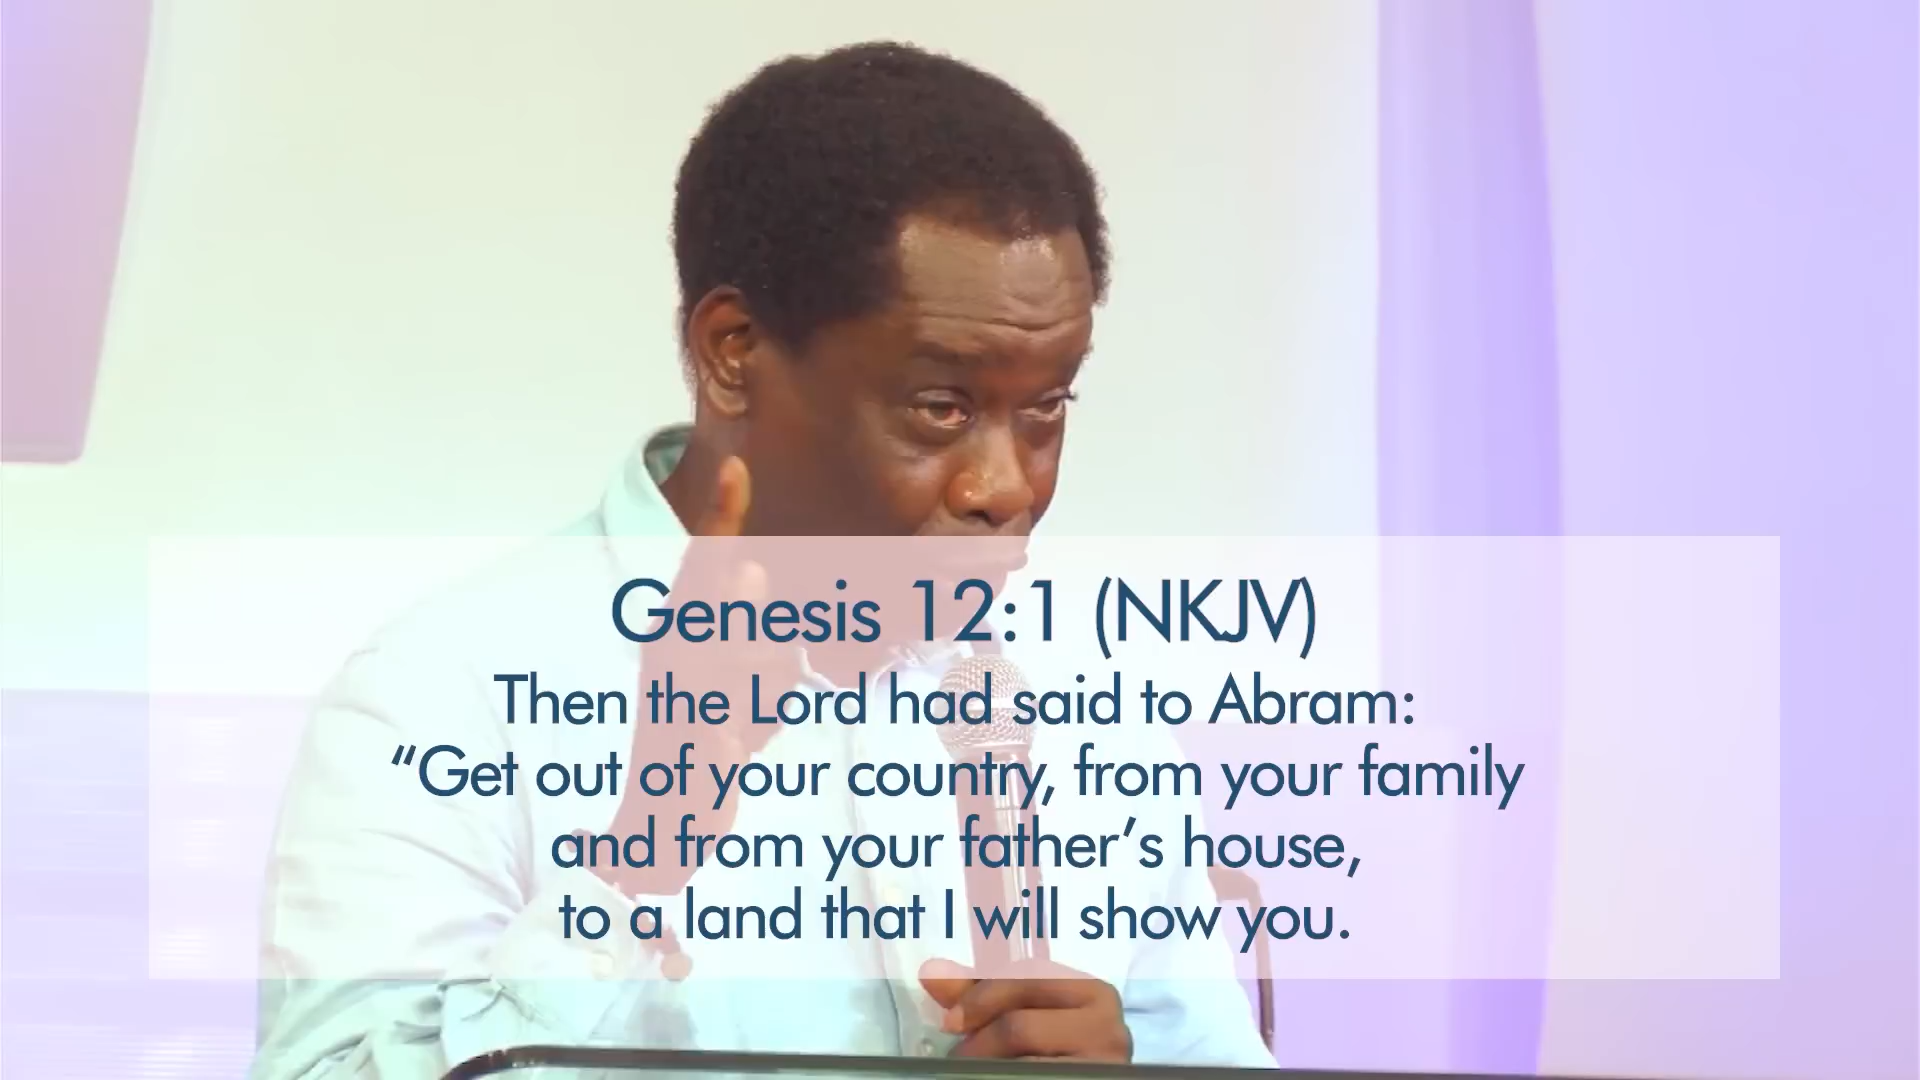 Genesis 12:1 (NKJV)
Then the Lord had said to Abram:
“Get out of your country, from your family
and from your father’s house,
to a land that I will show you.